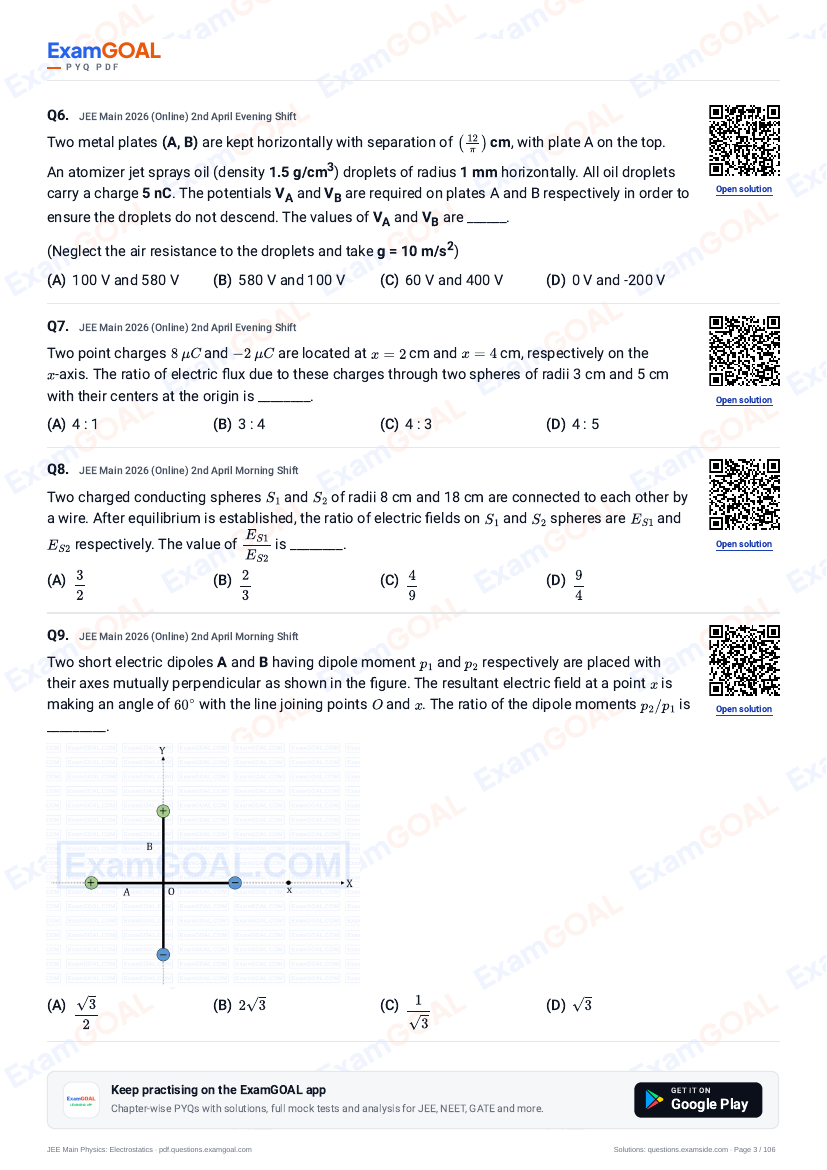 ExamGOAL
PYQ PDF
Q6. JEE Main 2026 (Online) 2nd April Evening Shift
Two metal plates (A, B) are kept horizontally with separation of (12/π) cm, with plate A on the top.
An atomizer jet sprays oil (density 1.5 g/cm³) droplets of radius 1 mm horizontally. All oil droplets
carry a charge 5 nC. The potentials V_A and V_B are required on plates A and B respectively in order to
ensure the droplets do not descend. The values of V_A and V_B are ______.
(Neglect the air resistance to the droplets and take g = 10 m/s²)
(A) 100 V and 580 V (B) 580 V and 100 V (C) 60 V and 400 V (D) 0 V and -200 V
Open solution
Q7. JEE Main 2026 (Online) 2nd April Evening Shift
Two point charges 8 μC and −2 μC are located at x = 2 cm and x = 4 cm, respectively on the
x-axis. The ratio of electric flux due to these charges through two spheres of radii 3 cm and 5 cm
with their centers at the origin is ________.
(A) 4 : 1 (B) 3 : 4 (C) 4 : 3 (D) 4 : 5
Open solution
Q8. JEE Main 2026 (Online) 2nd April Morning Shift
Two charged conducting spheres S₁ and S₂ of radii 8 cm and 18 cm are connected to each other by
a wire. After equilibrium is established, the ratio of electric fields on S₁ and S₂ spheres are E_S1 and
E_S2 respectively. The value of E_S1/E_S2 is ________.
(A) 3/2 (B) 2/3 (C) 4/9 (D) 9/4
Open solution
Q9. JEE Main 2026 (Online) 2nd April Morning Shift
Two short electric dipoles A and B having dipole moment p₁ and p₂ respectively are placed with
their axes mutually perpendicular as shown in the figure. The resultant electric field at a point x is
making an angle of 60° with the line joining points O and x. The ratio of the dipole moments p₂/p₁ is
_________.
Open solution
Y
+
B
ExamGOAL.COM
+ − X
A O x
−
(A) √3/2 (B) 2√3 (C) 1/√3 (D) √3
ExamGOAL
Keep practising on the ExamGOAL app
Chapter-wise PYQs with solutions, full mock tests and analysis for JEE, NEET, GATE and more.
GET IT ON
Google Play
JEE Main Physics: Electrostatics · pdf.questions.examgoal.com
Solutions: questions.examside.com · Page 3 / 106